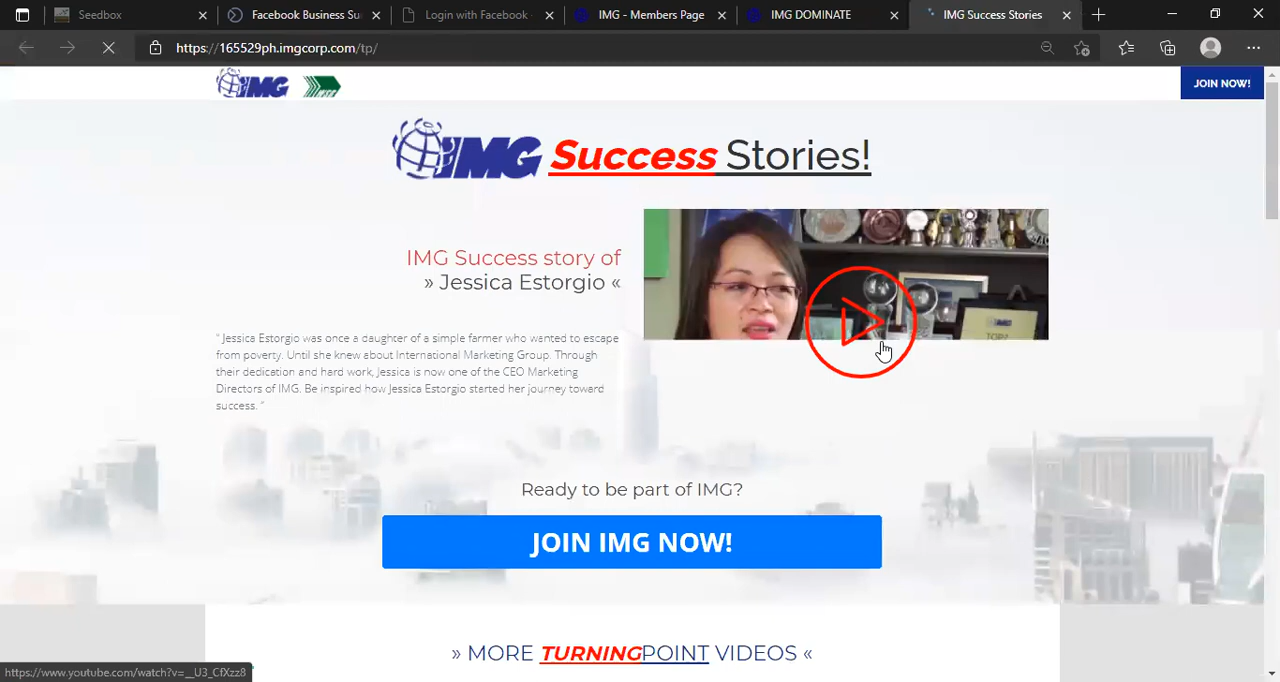 Seedbox
Facebook Business Su
Login with Facebook
IMG - Members Page
IMG DOMINATE
IMG Success Stories
https://165529ph.imgcorp.com/tp/
IMG
JOIN NOW!
IMG Success Stories!
IMG Success story of
» Jessica Estorgio «
" Jessica Estorgio was once a daughter of a simple farmer who wanted to escape
from poverty. Until she knew about International Marketing Group. Through
their dedication and hard work, Jessica is now one of the CEO Marketing
Directors of IMG. Be inspired how Jessica Estorgio started her journey toward
success. "
Ready to be part of IMG?
JOIN IMG NOW!
» MORE TURNINGPOINT VIDEOS «
https://www.youtube.com/watch?v=__U3_CfXzz8